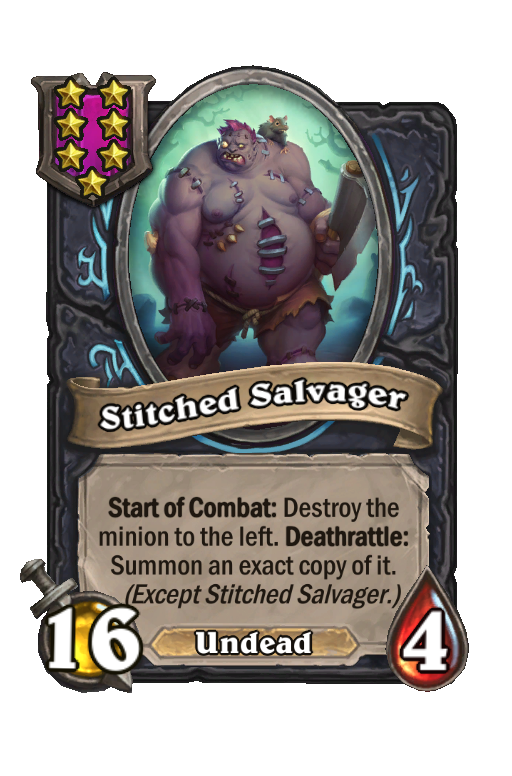 Stitched Salvager
Start of Combat: Destroy the
minion to the left. Deathrattle:
Summon an exact copy of it.
(Except Stitched Salvager.)
16
Undead
4